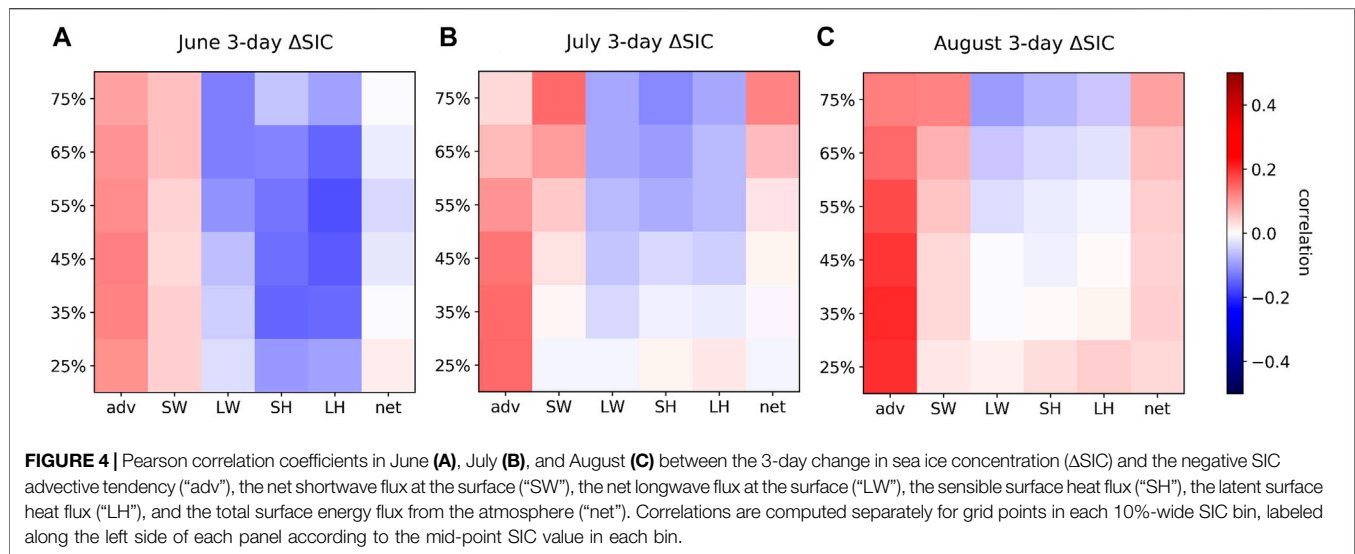 A
June 3-day ΔSIC
75%
65%
55%
45%
35%
25%
adv SW LW SH LH net
B
July 3-day ΔSIC
75%
65%
55%
45%
35%
25%
adv SW LW SH LH net
C
August 3-day ΔSIC
75%
65%
55%
45%
35%
25%
adv SW LW SH LH net
0.4
0.2
0.0
−0.2
−0.4
correlation
FIGURE 4 | Pearson correlation coefficients in June (A), July (B), and August (C) between the 3-day change in sea ice concentration (ΔSIC) and the negative SIC
advective tendency (“adv”), the net shortwave flux at the surface (“SW”), the net longwave flux at the surface (“LW”), the sensible surface heat flux (“SH”), the latent surface
heat flux (“LH”), and the total surface energy flux from the atmosphere (“net”). Correlations are computed separately for grid points in each 10%-wide SIC bin, labeled
along the left side of each panel according to the mid-point SIC value in each bin.